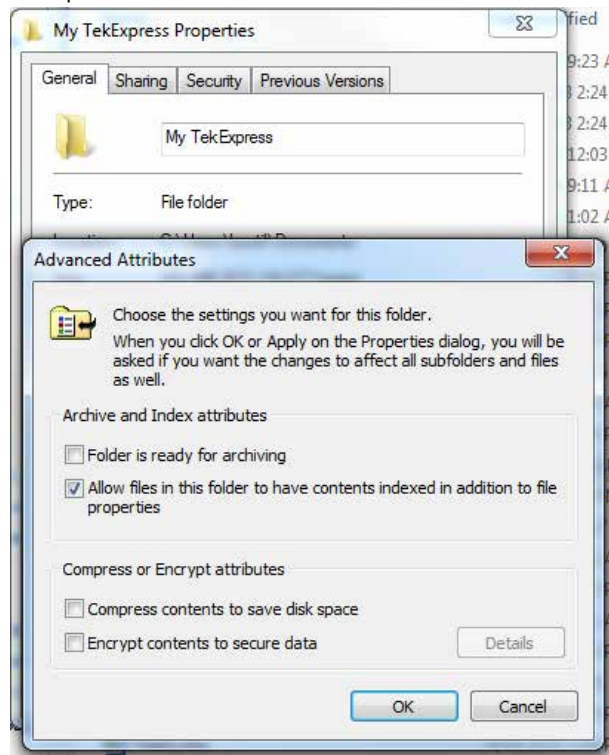 My TekExpress Properties
fied
General Sharing Security Previous Versions
9:23 A
2:24
My TekExpress
2:24
12:03
9:11 A
Type: File folder
1:02 A
Advanced Attributes
Choose the settings you want for this folder.
When you click OK or Apply on the Properties dialog, you will be
asked if you want the changes to affect all subfolders and files
as well.
Archive and Index attributes
Folder is ready for archiving
Allow files in this folder to have contents indexed in addition to file
properties
Compress or Encrypt attributes
Compress contents to save disk space
Encrypt contents to secure data
Details
OK Cancel